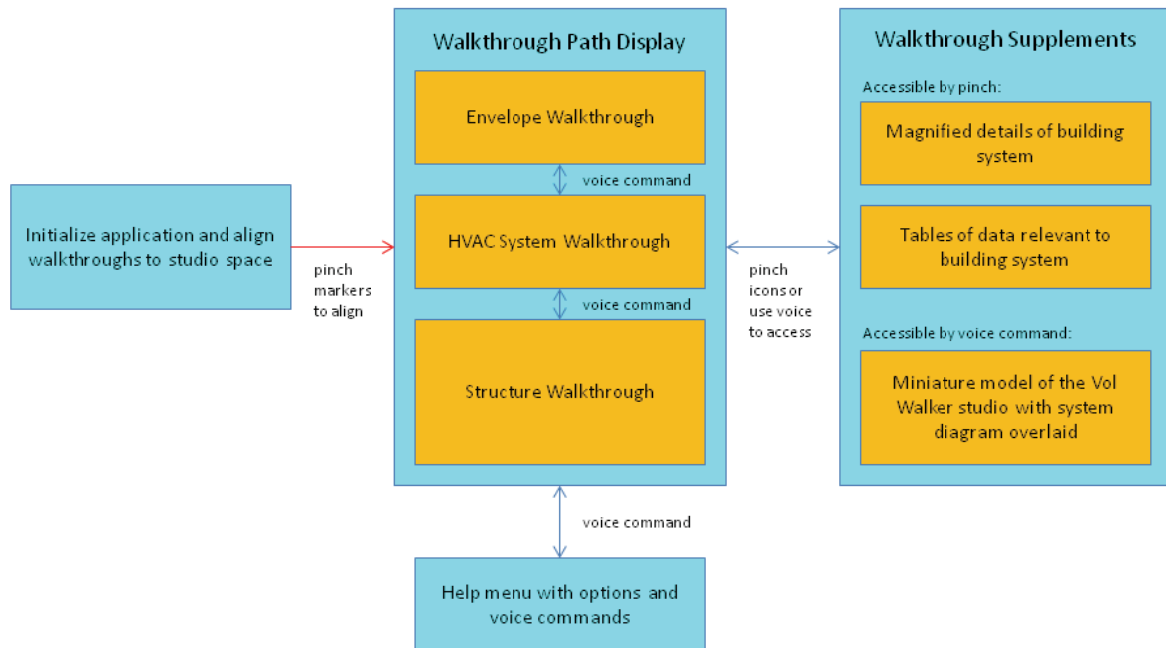 Initialize application and align
walkthroughs to studio space
pinch
markers
to align
Walkthrough Path Display
Envelope Walkthrough
voice command
HVAC System Walkthrough
voice command
Structure Walkthrough
voice command
Help menu with options and
voice commands
pinch
icons or
use voice
to access
Walkthrough Supplements
Accessible by pinch:
Magnified details of building
system
Tables of data relevant to
building system
Accessible by voice command:
Miniature model of the Vol
Walker studio with system
diagram overlaid